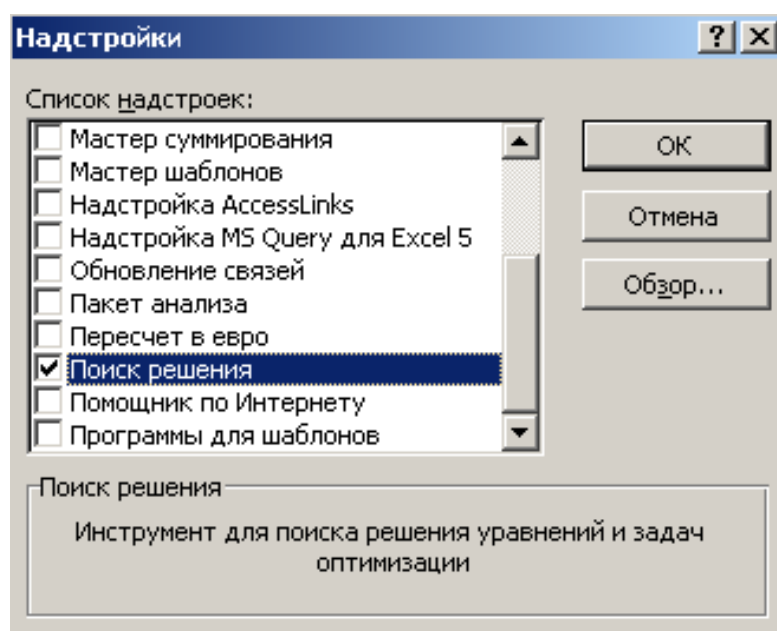 Надстройки
Список надстроек:
Мастер суммирования
Мастер шаблонов
Надстройка AccessLinks
Надстройка MS Query для Excel 5
Обновление связей
Пакет анализа
Пересчет в евро
Поиск решения
Помощник по Интернету
Программы для шаблонов
ОК
Отмена
Обзор...
Поиск решения
Инструмент для поиска решения уравнений и задач
оптимизации